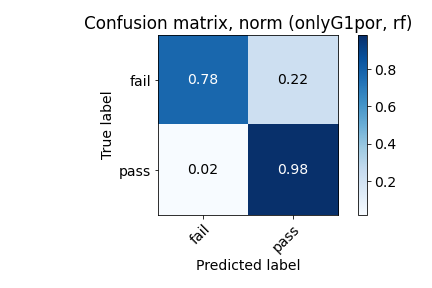 Confusion matrix, norm (onlyG1por, rf)
True label
fail
0.78
0.22
pass
0.02
0.98
fail
pass
Predicted label
0.8
0.6
0.4
0.2